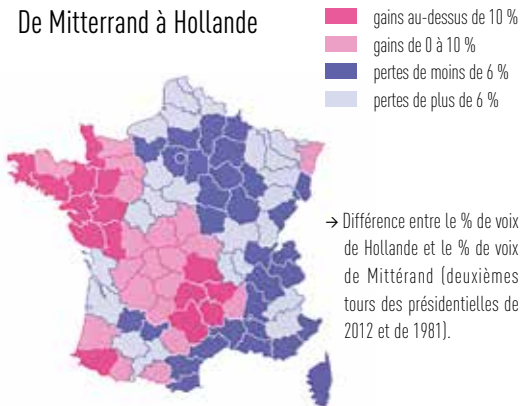 De Mitterrand à Hollande
gains au-dessus de 10 %
gains de 0 à 10 %
pertes de moins de 6 %
pertes de plus de 6 %
→ Différence entre le % de voix
de Hollande et le % de voix
de Mittérand (deuxièmes
tours des présidentielles de
2012 et de 1981).